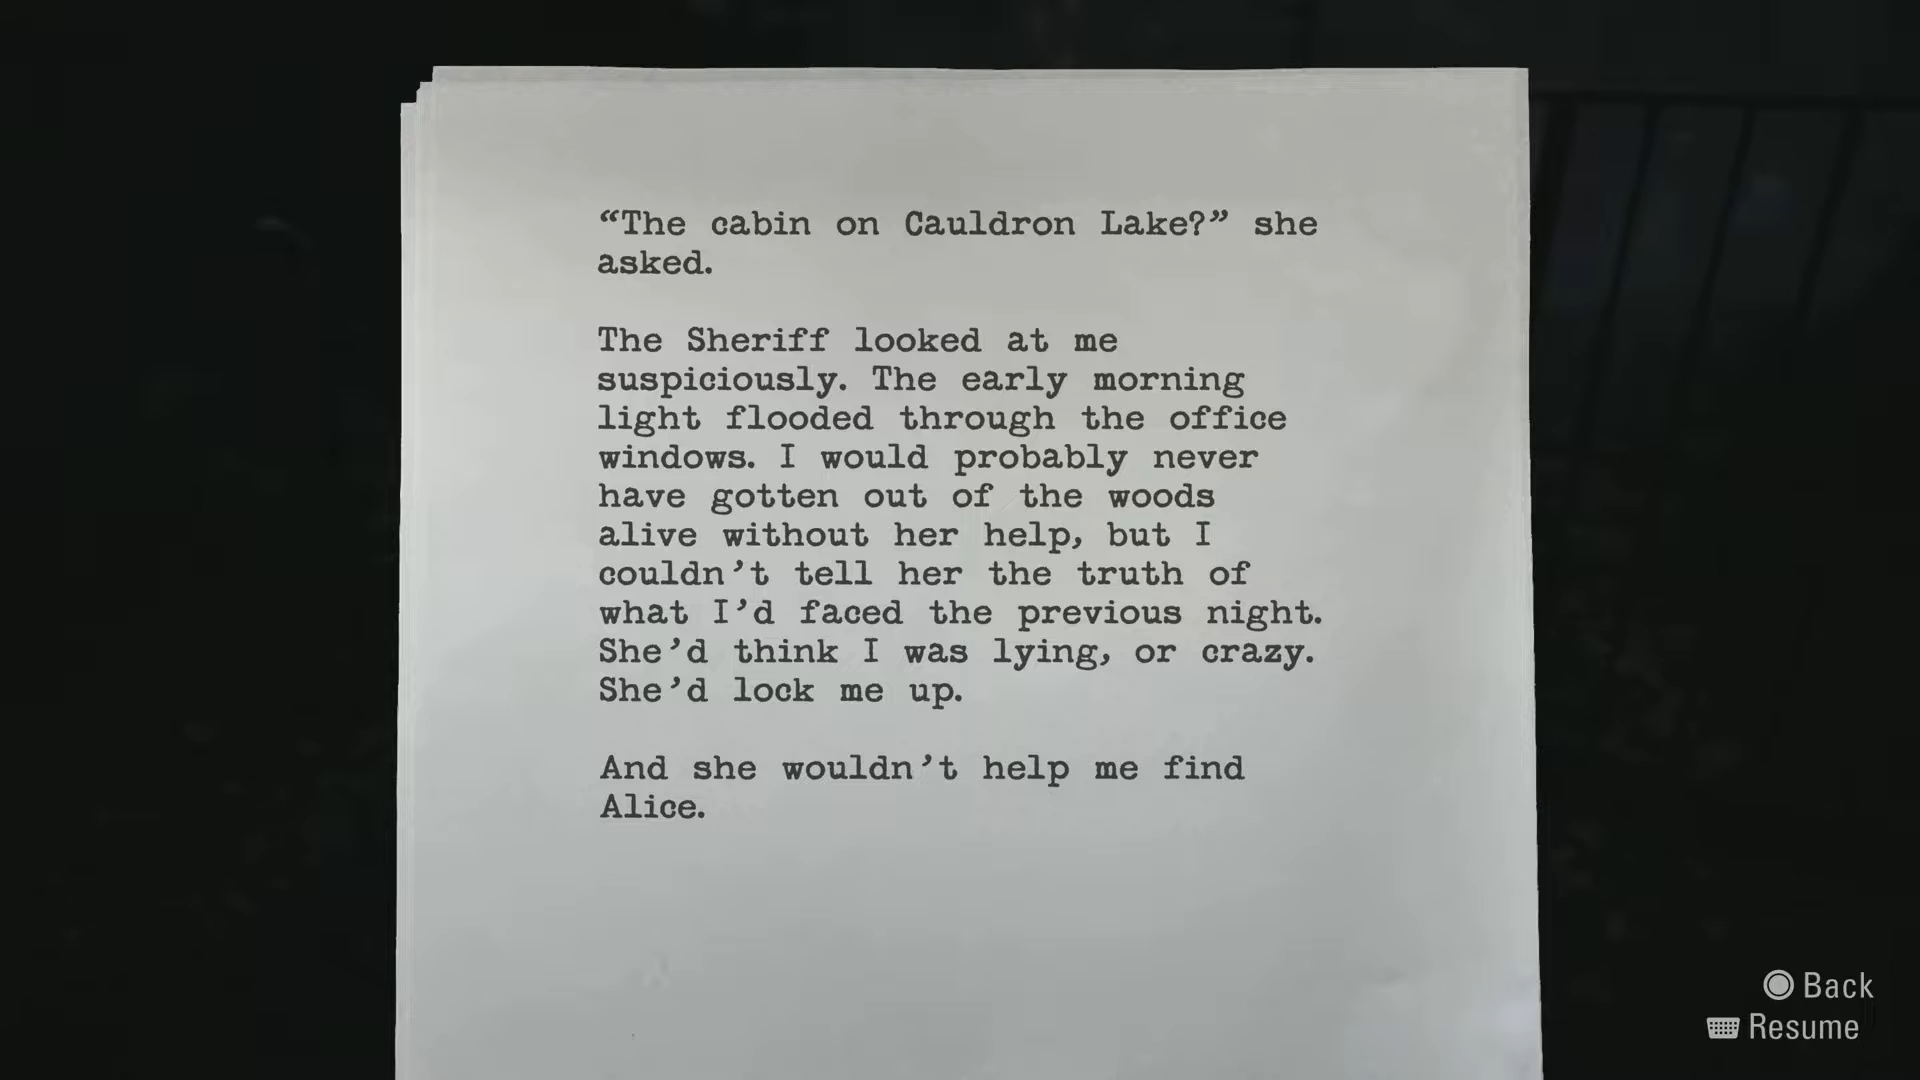 “The cabin on Cauldron Lake?” she
asked.
The Sheriff looked at me
suspiciously. The early morning
light flooded through the office
windows. I would probably never
have gotten out of the woods
alive without her help, but I
couldn’t tell her the truth of
what I’d faced the previous night.
She’d think I was lying, or crazy.
She’d lock me up.
And she wouldn’t help me find
Alice.
Back
Resume